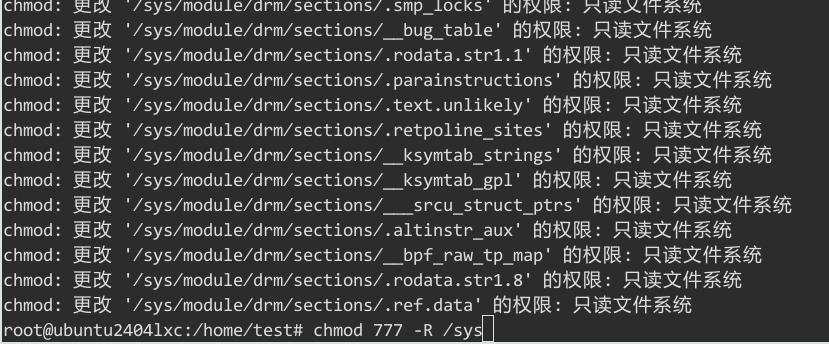 chmod: 更改 '/sys/module/drm/sections/.smp_locks' 的权限: 只读文件系统
chmod: 更改 '/sys/module/drm/sections/__bug_table' 的权限: 只读文件系统
chmod: 更改 '/sys/module/drm/sections/.rodata.str1.1' 的权限: 只读文件系统
chmod: 更改 '/sys/module/drm/sections/.parainstructions' 的权限: 只读文件系统
chmod: 更改 '/sys/module/drm/sections/.text.unlikely' 的权限: 只读文件系统
chmod: 更改 '/sys/module/drm/sections/.retpoline_sites' 的权限: 只读文件系统
chmod: 更改 '/sys/module/drm/sections/__ksymtab_strings' 的权限: 只读文件系统
chmod: 更改 '/sys/module/drm/sections/__ksymtab_gpl' 的权限: 只读文件系统
chmod: 更改 '/sys/module/drm/sections/___srcu_struct_ptrs' 的权限: 只读文件系统
chmod: 更改 '/sys/module/drm/sections/.altinstr_aux' 的权限: 只读文件系统
chmod: 更改 '/sys/module/drm/sections/__bpf_raw_tp_map' 的权限: 只读文件系统
chmod: 更改 '/sys/module/drm/sections/.rodata.str1.8' 的权限: 只读文件系统
chmod: 更改 '/sys/module/drm/sections/.ref.data' 的权限: 只读文件系统
root@ubuntu2404lxc:/home/test# chmod 777 -R /sys